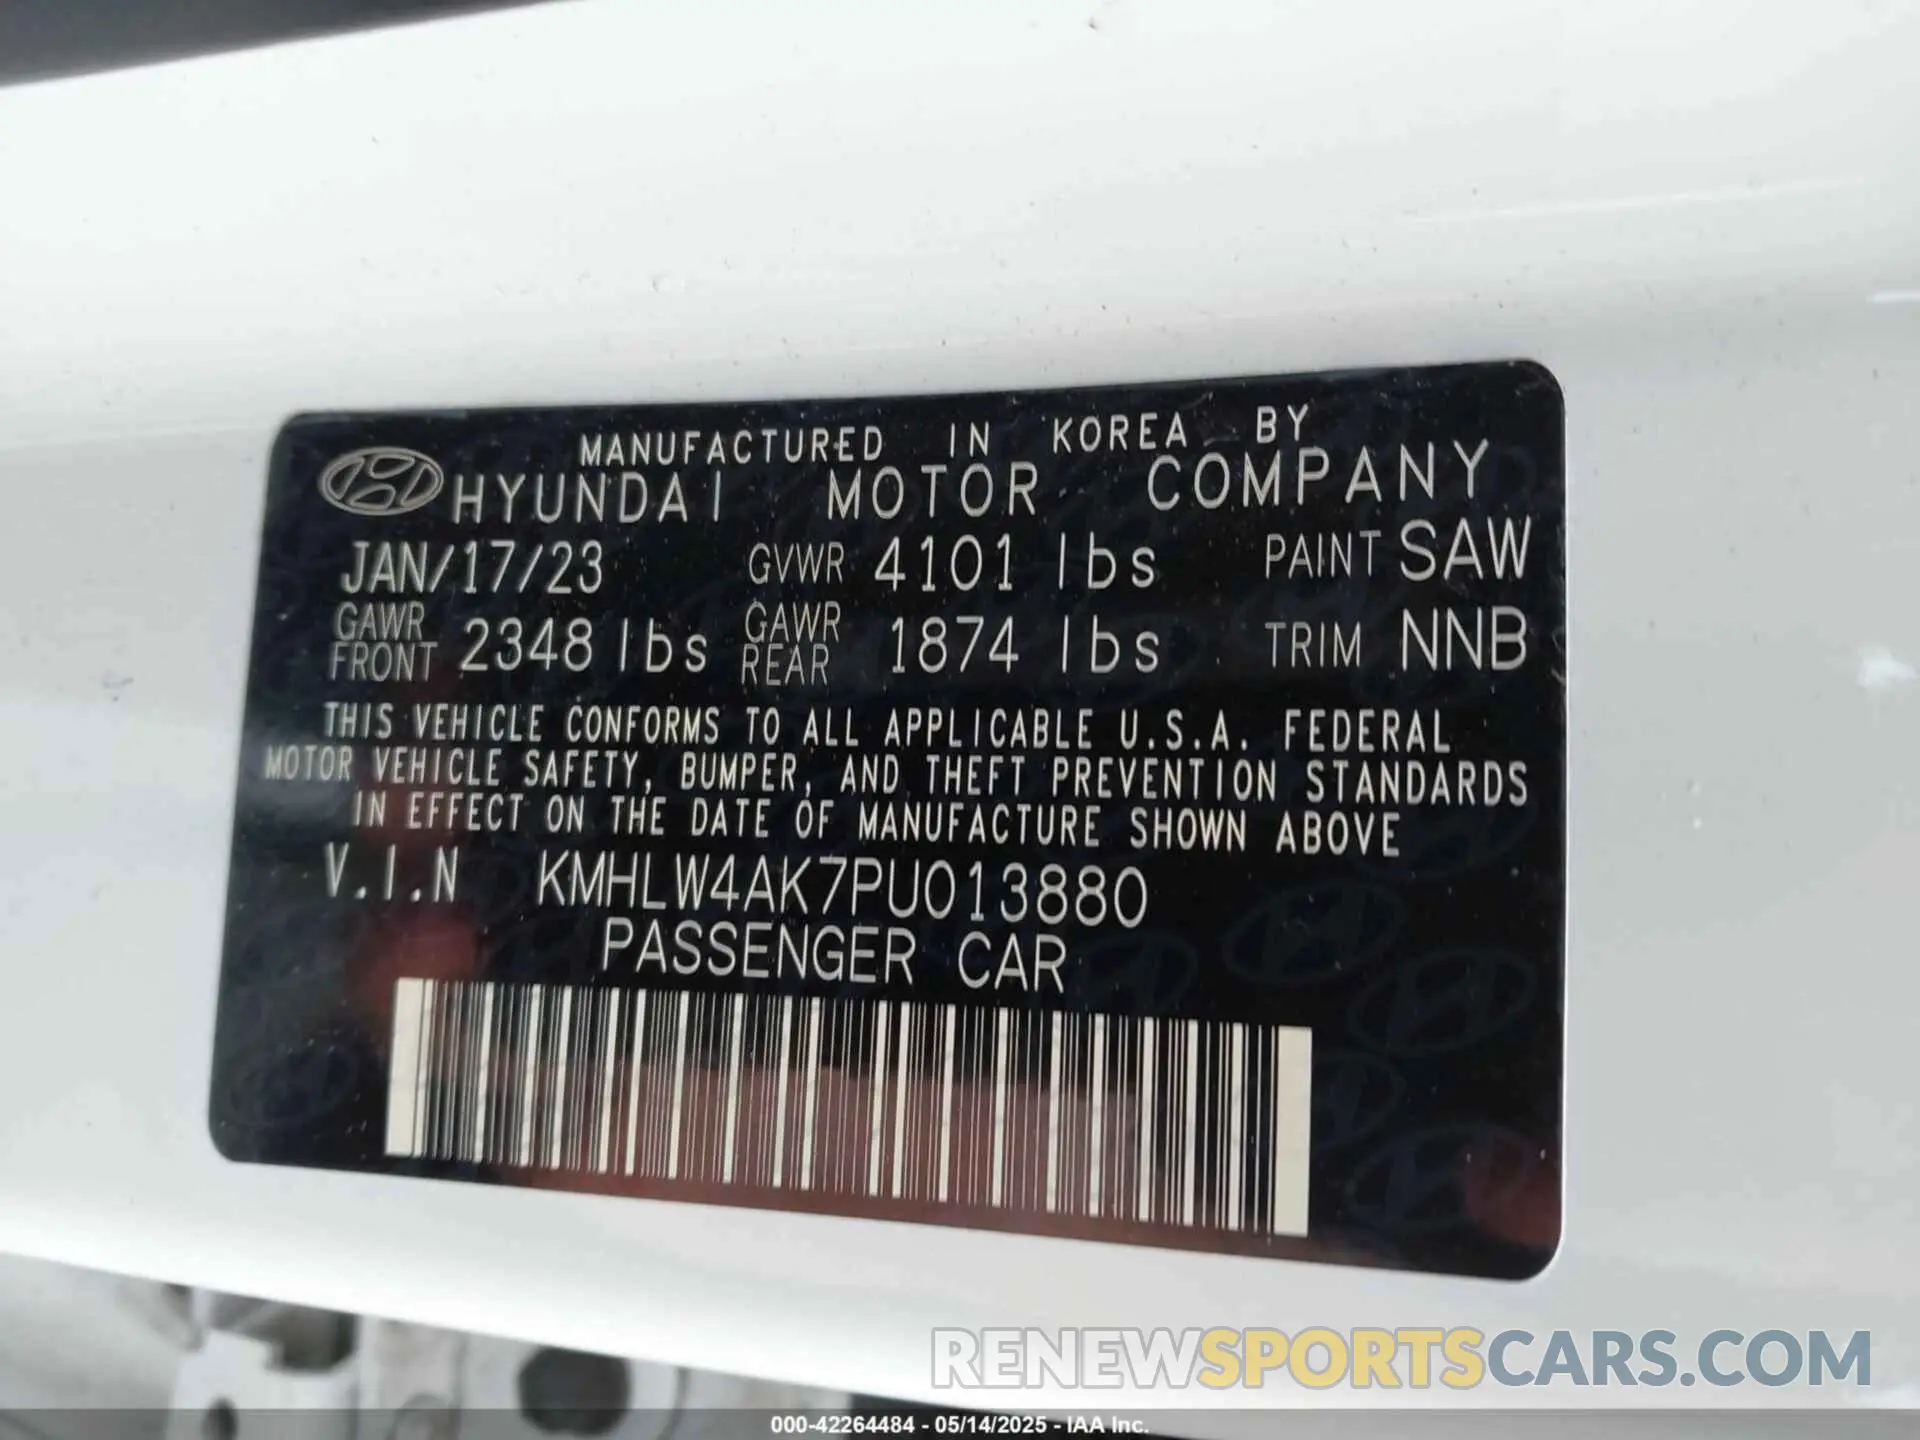 MANUFACTURED IN KOREA BY
HYUNDAI MOTOR COMPANY
JAN/17/23 GVWR 4101 lbs PAINT SAW
GAWR FRONT 2348 lbs GAWR REAR 1874 lbs TRIM NNB
THIS VEHICLE CONFORMS TO ALL APPLICABLE U.S.A. FEDERAL
MOTOR VEHICLE SAFETY, BUMPER, AND THEFT PREVENTION STANDARDS
IN EFFECT ON THE DATE OF MANUFACTURE SHOWN ABOVE
V.I.N KMHLW4AK7PU013880
PASSENGER CAR
RENEWSPORTSCARS.COM
000-42264484 - 05/14/2025 - IAA Inc.